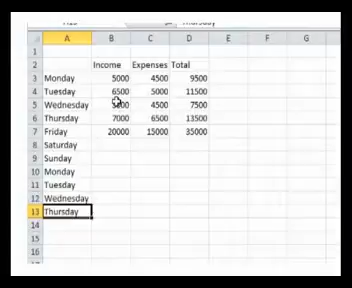 A B C D E F G
1
2 Income Expenses Total
3 Monday 5000 4500 9500
4 Tuesday 6500 5000 11500
5 Wednesday 4500 7500
6 Thursday 7000 6500 13500
7 Friday 20000 15000 35000
8 Saturday
9 Sunday
10 Monday
11 Tuesday
12 Wednesday
13 Thursday
14
15
16